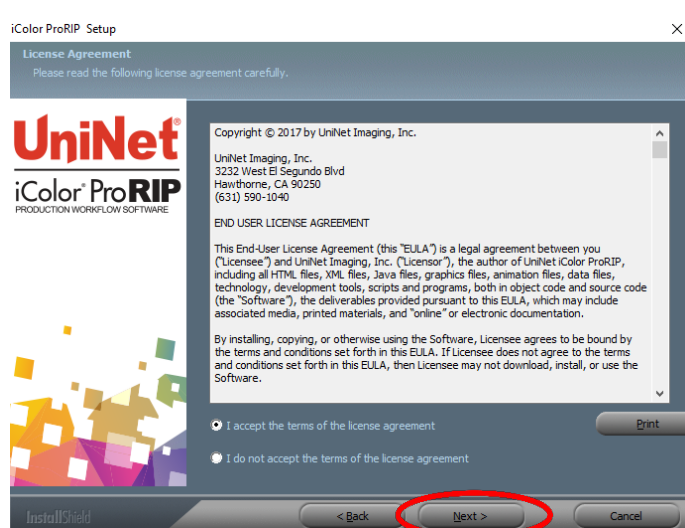 iColor ProRIP Setup
License Agreement
Please read the following license agreement carefully.
UniNet®
iColor® ProRIP
PRODUCTION WORKFLOW SOFTWARE
Copyright © 2017 by UniNet Imaging, Inc.
UniNet Imaging, Inc.
3232 West El Segundo Blvd
Hawthorne, CA 90250
(631) 590-1040
END USER LICENSE AGREEMENT
This End-User License Agreement (this "EULA") is a legal agreement between you
("Licensee") and UniNet Imaging, Inc. ("Licensor"), the author of UniNet iColor ProRIP,
including all HTML files, XML files, Java files, graphics files, animation files, data files,
technology, development tools, scripts and programs, both in object code and source code
(the "Software"), the deliverables provided pursuant to this EULA, which may include
associated media, printed materials, and "online" or electronic documentation.
By installing, copying, or otherwise using the Software, Licensee agrees to be bound by
the terms and conditions set forth in this EULA. If Licensee does not agree to the terms
and conditions set forth in this EULA, then Licensee may not download, install, or use the
Software.
I accept the terms of the license agreement
Print
I do not accept the terms of the license agreement
InstallShield
< Back
Next >
Cancel